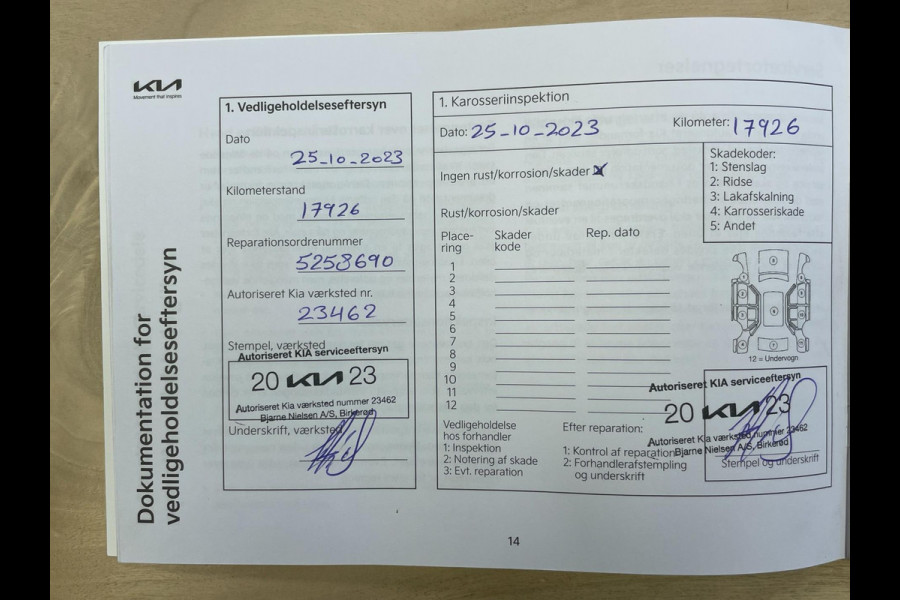 KIA
Movement that inspires
Dokumentation for
vedligeholdelseseftersyn
1. Vedligeholdelseseftersyn
Dato
25-10-2023
Kilometerstand
17926
Reparationsordrenummer
5258690
Autoriseret Kia værksted nr.
23462
Stempel, værksted
Autoriseret KIA serviceeftersyn
20 KIA 23
Autoriseret Kia værksted nummer 23462
Bjarne Nielsen A/S, Birkerød
Underskrift, værksted
1. Karosseriinspektion
Dato: 25-10-2023
Kilometer: 17926
Ingen rust/korrosion/skader x
Rust/korrosion/skader
Skadekoder:
1: Stenslag
2: Ridse
3: Lakafskalning
4: Karrosseriskade
5: Andet
Place-
ring
Skader
kode
Rep. dato
1
2
3
4
5
6
7
8
9
10
11
12
12 = Undervogn
Vedligeholdelse
hos forhandler
1: Inspektion
2: Notering af skade
3: Evt. reparation
Efter reparation:
1: Kontrol af reparation
2: Forhandlerafstempling
og underskrift
Autoriseret KIA serviceeftersyn
20 KIA 23
Autoriseret Kia værksted nummer 23462
Bjarne Nielsen A/S, Birkerød
Stempel og underskrift
14